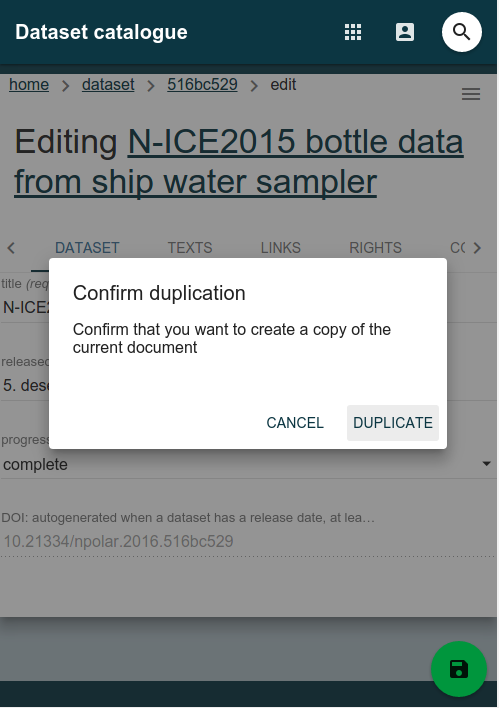 Dataset catalogue
home dataset 516bc529 edit
Editing N-ICE2015 bottle data
from ship water sampler
DATASET TEXTS LINKS RIGHTS
title (req
N-ICE2
Confirm duplication
Confirm that you want to create a copy of the
current document
released
5. des
CANCEL DUPLICATE
progress
complete
DOI: autogenerated when a dataset has a release date, at lea…
10.21334/npolar.2016.516bc529